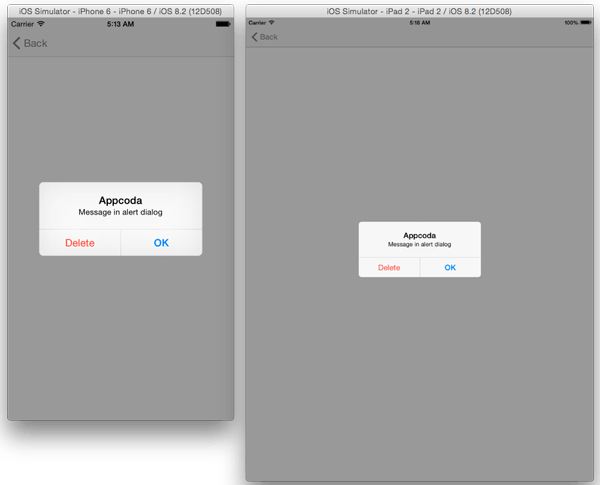 iOS Simulator - iPhone 6 - iPhone 6 / iOS 8.2 (12D508)
Carrier 5:13 AM
Back
Appcoda
Message in alert dialog
Delete OK
iOS Simulator - iPad 2 - iPad 2 / iOS 8.2 (12D508)
Carrier 5:18 AM 100%
Back
Appcoda
Message in alert dialog
Delete OK